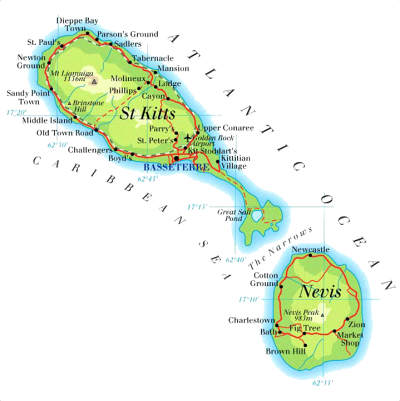 Dieppe Bay
Town
Parson's Ground
St. Paul's
Sadlers
Newton
Ground
Mt Liamuiga
1156m
Tabernacle
Mansion
Molineux
Lodge
Phillips
Cayon
Sandy Point
Town
Brimstone
Hill
17°20'
St Kitts
Middle Island
Old Town Road
Parry's
Upper Conaree
Golden Rock
Airport
St. Peter's
Mt Stoddart's
62°50'
Challengers
Boyd's
BASSETERRE
Kittitian
Village
62°45'
ATLANTIC OCEAN
CARIBBEAN SEA
17°15'
Great Salt
Pond
The Narrows
62°40'
Newcastle
Cotton
Ground
17°10'
Nevis
Nevis Peak
985m
Charlestown
Bath
Fig Tree
Zion
Market
Shop
Brown Hill
62°35'